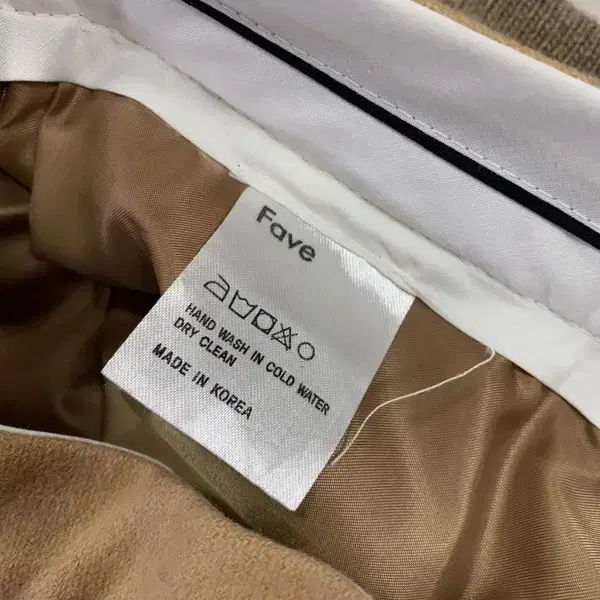 Fave
HAND WASH IN COLD WATER
DRY CLEAN
MADE IN KOREA